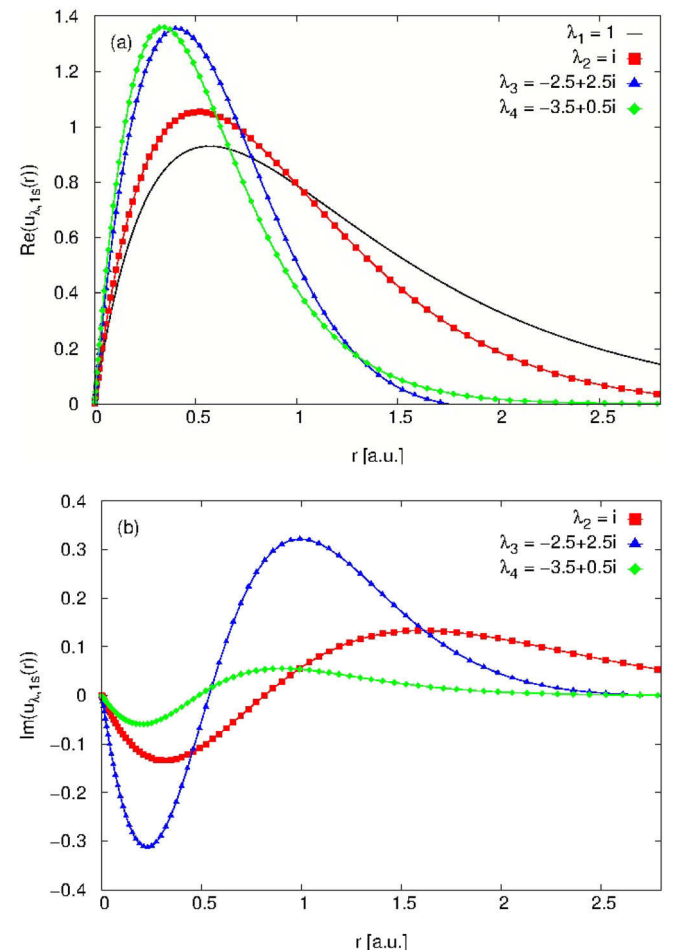 (a)
λ1 = 1
λ2 = i
λ3 = −2.5+2.5i
λ4 = −3.5+0.5i
1.4
1.2
1
0.8
0.6
0.4
0.2
0
Re(uλ,1s(r))
0 0.5 1 1.5 2 2.5
r [a.u.]
(b)
λ2 = i
λ3 = −2.5+2.5i
λ4 = −3.5+0.5i
0.4
0.3
0.2
0.1
0
-0.1
-0.2
-0.3
-0.4
Im(uλ,1s(r))
0 0.5 1 1.5 2 2.5
r [a.u.]